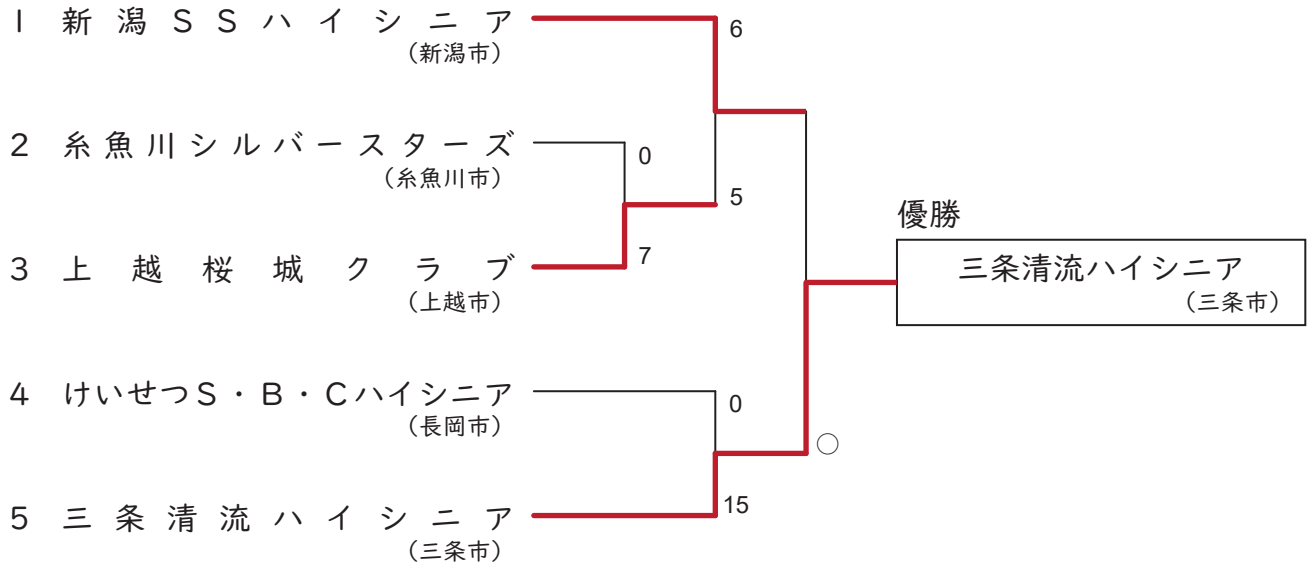 1 新潟SSハイシニア
6
(新潟市)
2 糸魚川シルバースターズ
0
(糸魚川市)
5
優勝
3 上越桜城クラブ
7
三条清流ハイシニア
(上越市)
(三条市)
4 けいせつS・B・Cハイシニア
0
(長岡市)
○
5 三条清流ハイシニア
15
(三条市)